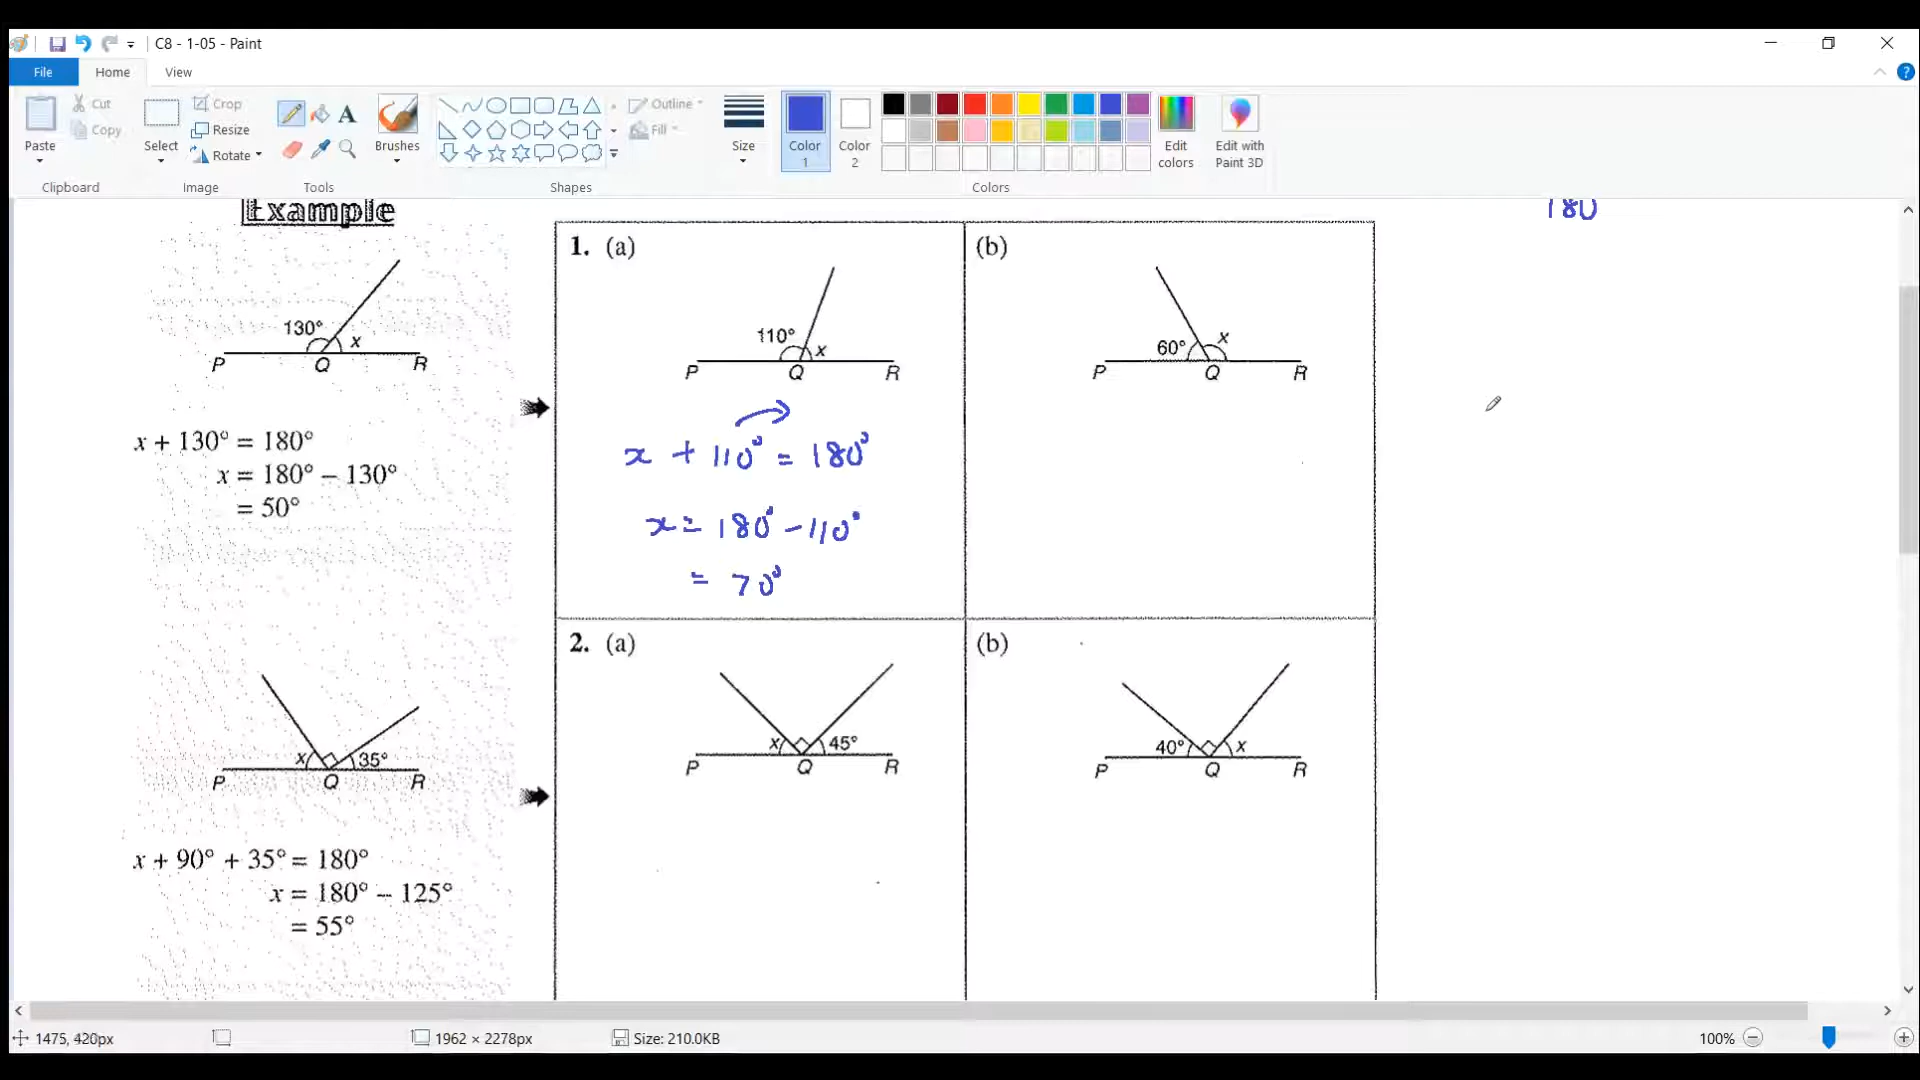 C8 - 1-05 - Paint
File Home View
Paste
Cut
Copy
Clipboard
Select
Crop
Resize
Rotate
Image
A
Tools
Brushes
Shapes
Outline
Fill
Size
Color 1
Color 2
Edit colors
Edit with Paint 3D
Colors
Example
130°
x
P Q R
x + 130° = 180°
x = 180° – 130°
= 50°
x
35°
P Q R
x + 90° + 35° = 180°
x = 180° – 125°
= 55°
1. (a)
110°
x
P Q R
x + 110° = 180°
x = 180° - 110°
= 70°
(b)
60°
x
P Q R
180
2. (a)
x
45°
P Q R
(b)
40°
x
P Q R
1475, 420px
1962 × 2278px
Size: 210.0KB
100%